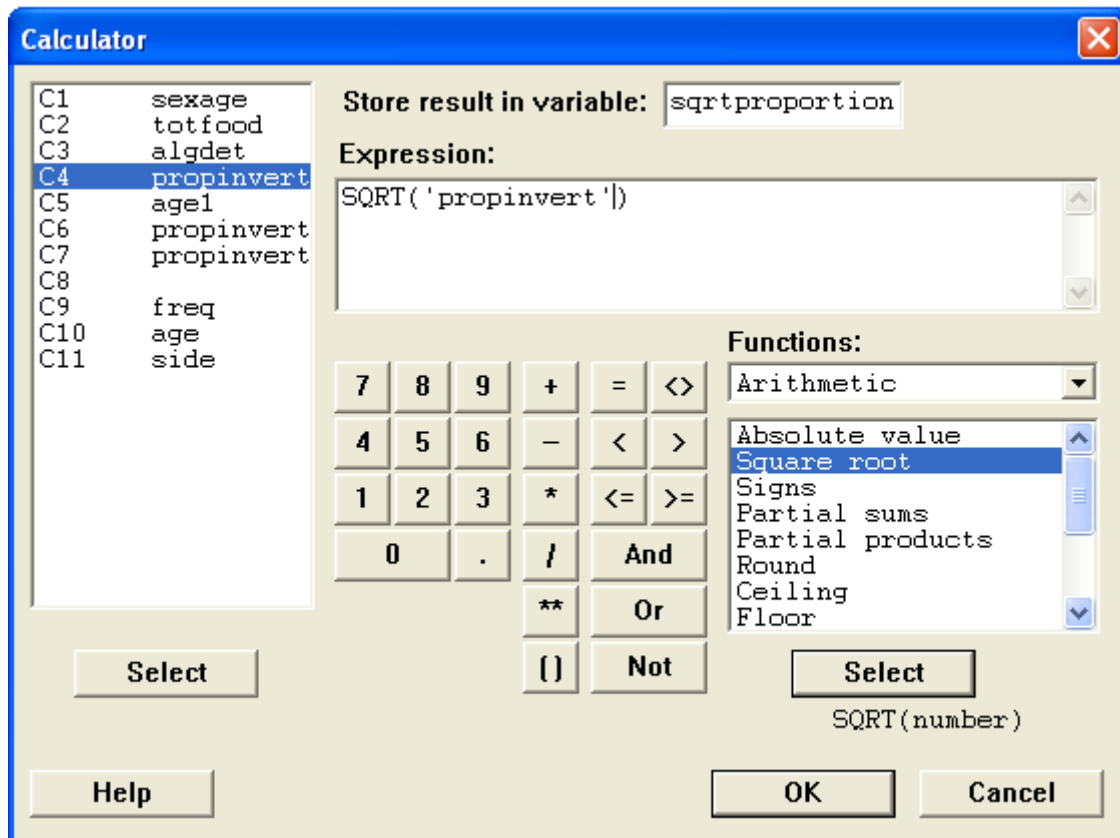 Calculator
C1 sexage
C2 totfood
C3 algdet
C4 propinvert
C5 age1
C6 propinvert
C7 propinvert
C8
C9 freq
C10 age
C11 side
Select
Store result in variable: sqrtproportion
Expression:
SQRT('propinvert')
7 8 9 + = <>
4 5 6 – < >
1 2 3 * <= >=
0 . / And
** Or
() Not
Functions:
Arithmetic
Absolute value
Square root
Signs
Partial sums
Partial products
Round
Ceiling
Floor
Select
SQRT(number)
Help
OK
Cancel